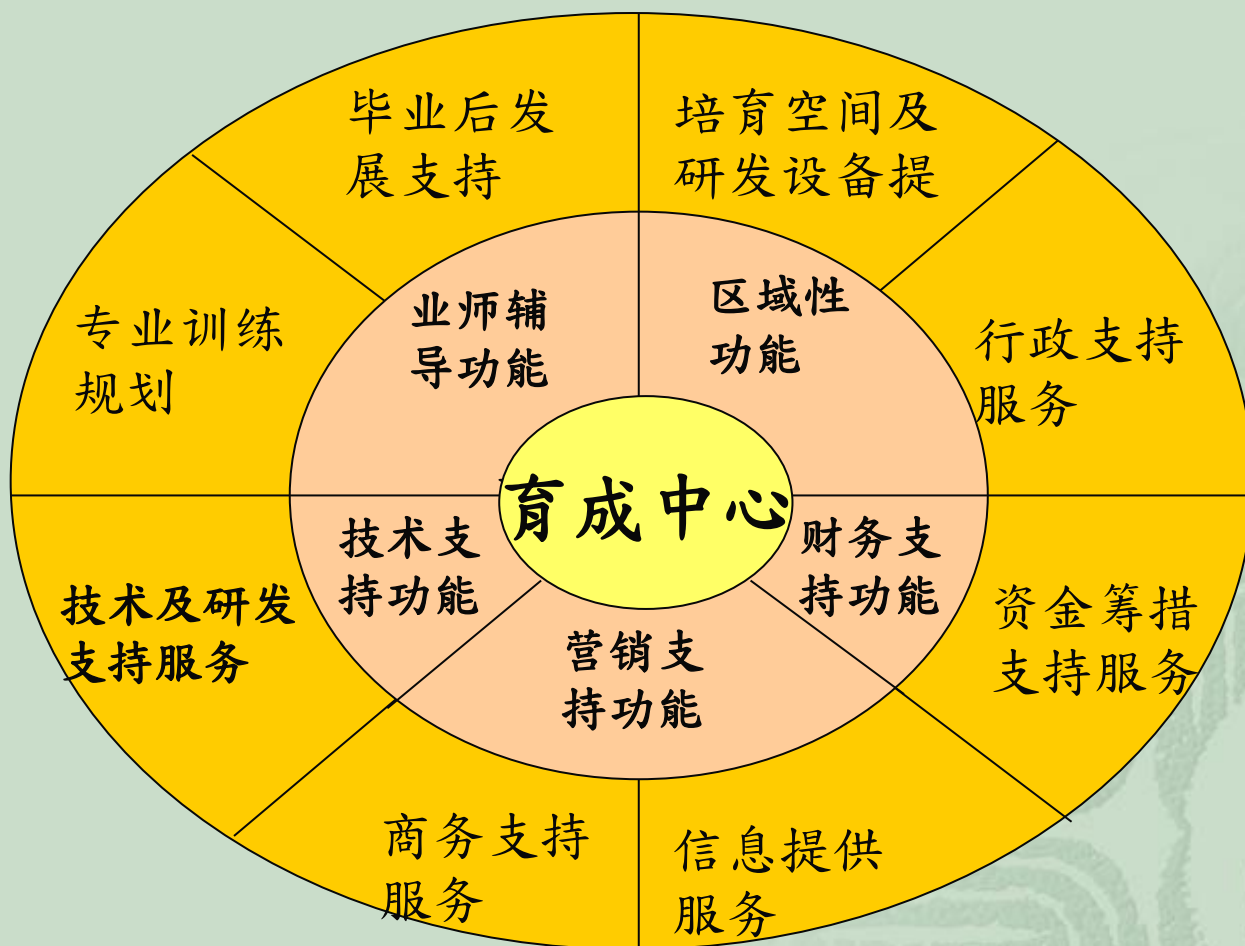 毕业后发
展支持
培育空间及
研发设备提
专业训练
规划
业师辅
导功能
区域性
功能
行政支持
服务
育成中心
技术支
持功能
财务支
持功能
技术及研发
支持服务
营销支
持功能
资金筹措
支持服务
商务支持
服务
信息提供
服务